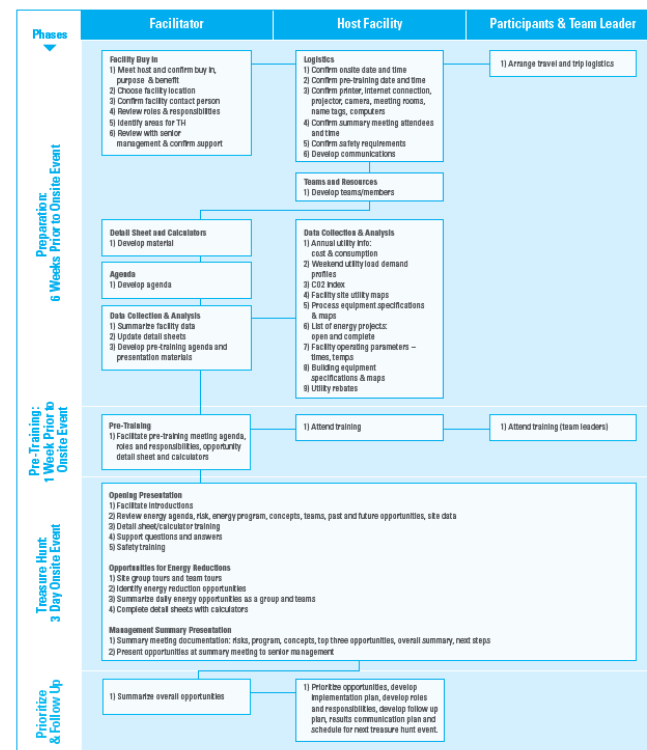 Phases
Facilitator
Host Facility
Participants & Team Leader
Preparation:
6 Weeks Prior to Onsite Event
Facility Buy In
1) Meet host and confirm buy in,
purpose & benefit
2) Choose facility location
3) Confirm facility contact person
4) Review roles & responsibilities
5) Identify areas for TH
6) Review with senior
management & confirm support
Logistics
1) Confirm onsite date and time
2) Confirm pre-training date and time
3) Confirm printer, internet connection,
projector, camera, meeting rooms,
name tags, computers
4) Confirm summary meeting attendees
and time
5) Confirm safety requirements
6) Develop communications
1) Arrange travel and trip logistics
Teams and Resources
1) Develop teams/members
Detail Sheet and Calculators
1) Develop material
Agenda
1) Develop agenda
Data Collection & Analysis
1) Summarize facility data
2) Update detail sheets
3) Develop pre-training agenda and
presentation materials
Data Collection & Analysis
1) Annual utility info:
cost & consumption
2) Weekend utility load demand
profiles
3) CO2 Index
4) Facility site utility maps
5) Process equipment specifications
& maps
6) List of energy projects:
open and complete
7) Facility operating parameters –
times, temps
8) Building equipment
specifications & maps
9) Utility rebates
Pre-Training:
1 Week Prior to
Onsite Event
Pre-Training
1) Facilitate pre-training meeting agenda,
roles and responsibilities, opportunity
detail sheet and calculators
1) Attend training
1) Attend training (team leaders)
Treasure Hunt:
3 Day Onsite Event
Opening Presentation
1) Facilitate introductions
2) Review energy agenda, risk, energy program, concepts, teams, past and future opportunities, site data
3) Detail sheet/calculator training
4) Support questions and answers
5) Safety training
Opportunities for Energy Reductions
1) Site group tours and team tours
2) Identify energy reduction opportunities
3) Summarize daily energy opportunities as a group and teams
4) Complete detail sheets with calculators
Management Summary Presentation
1) Summary meeting documentation: risks, program, concepts, top three opportunities, overall summary, next steps
2) Present opportunities at summary meeting to senior management
Prioritize
& Follow Up
1) Summarize overall opportunities
1) Prioritize opportunities, develop
implementation plan, develop roles
and responsibilities, develop follow up
plan, results communication plan and
schedule for next treasure hunt event.